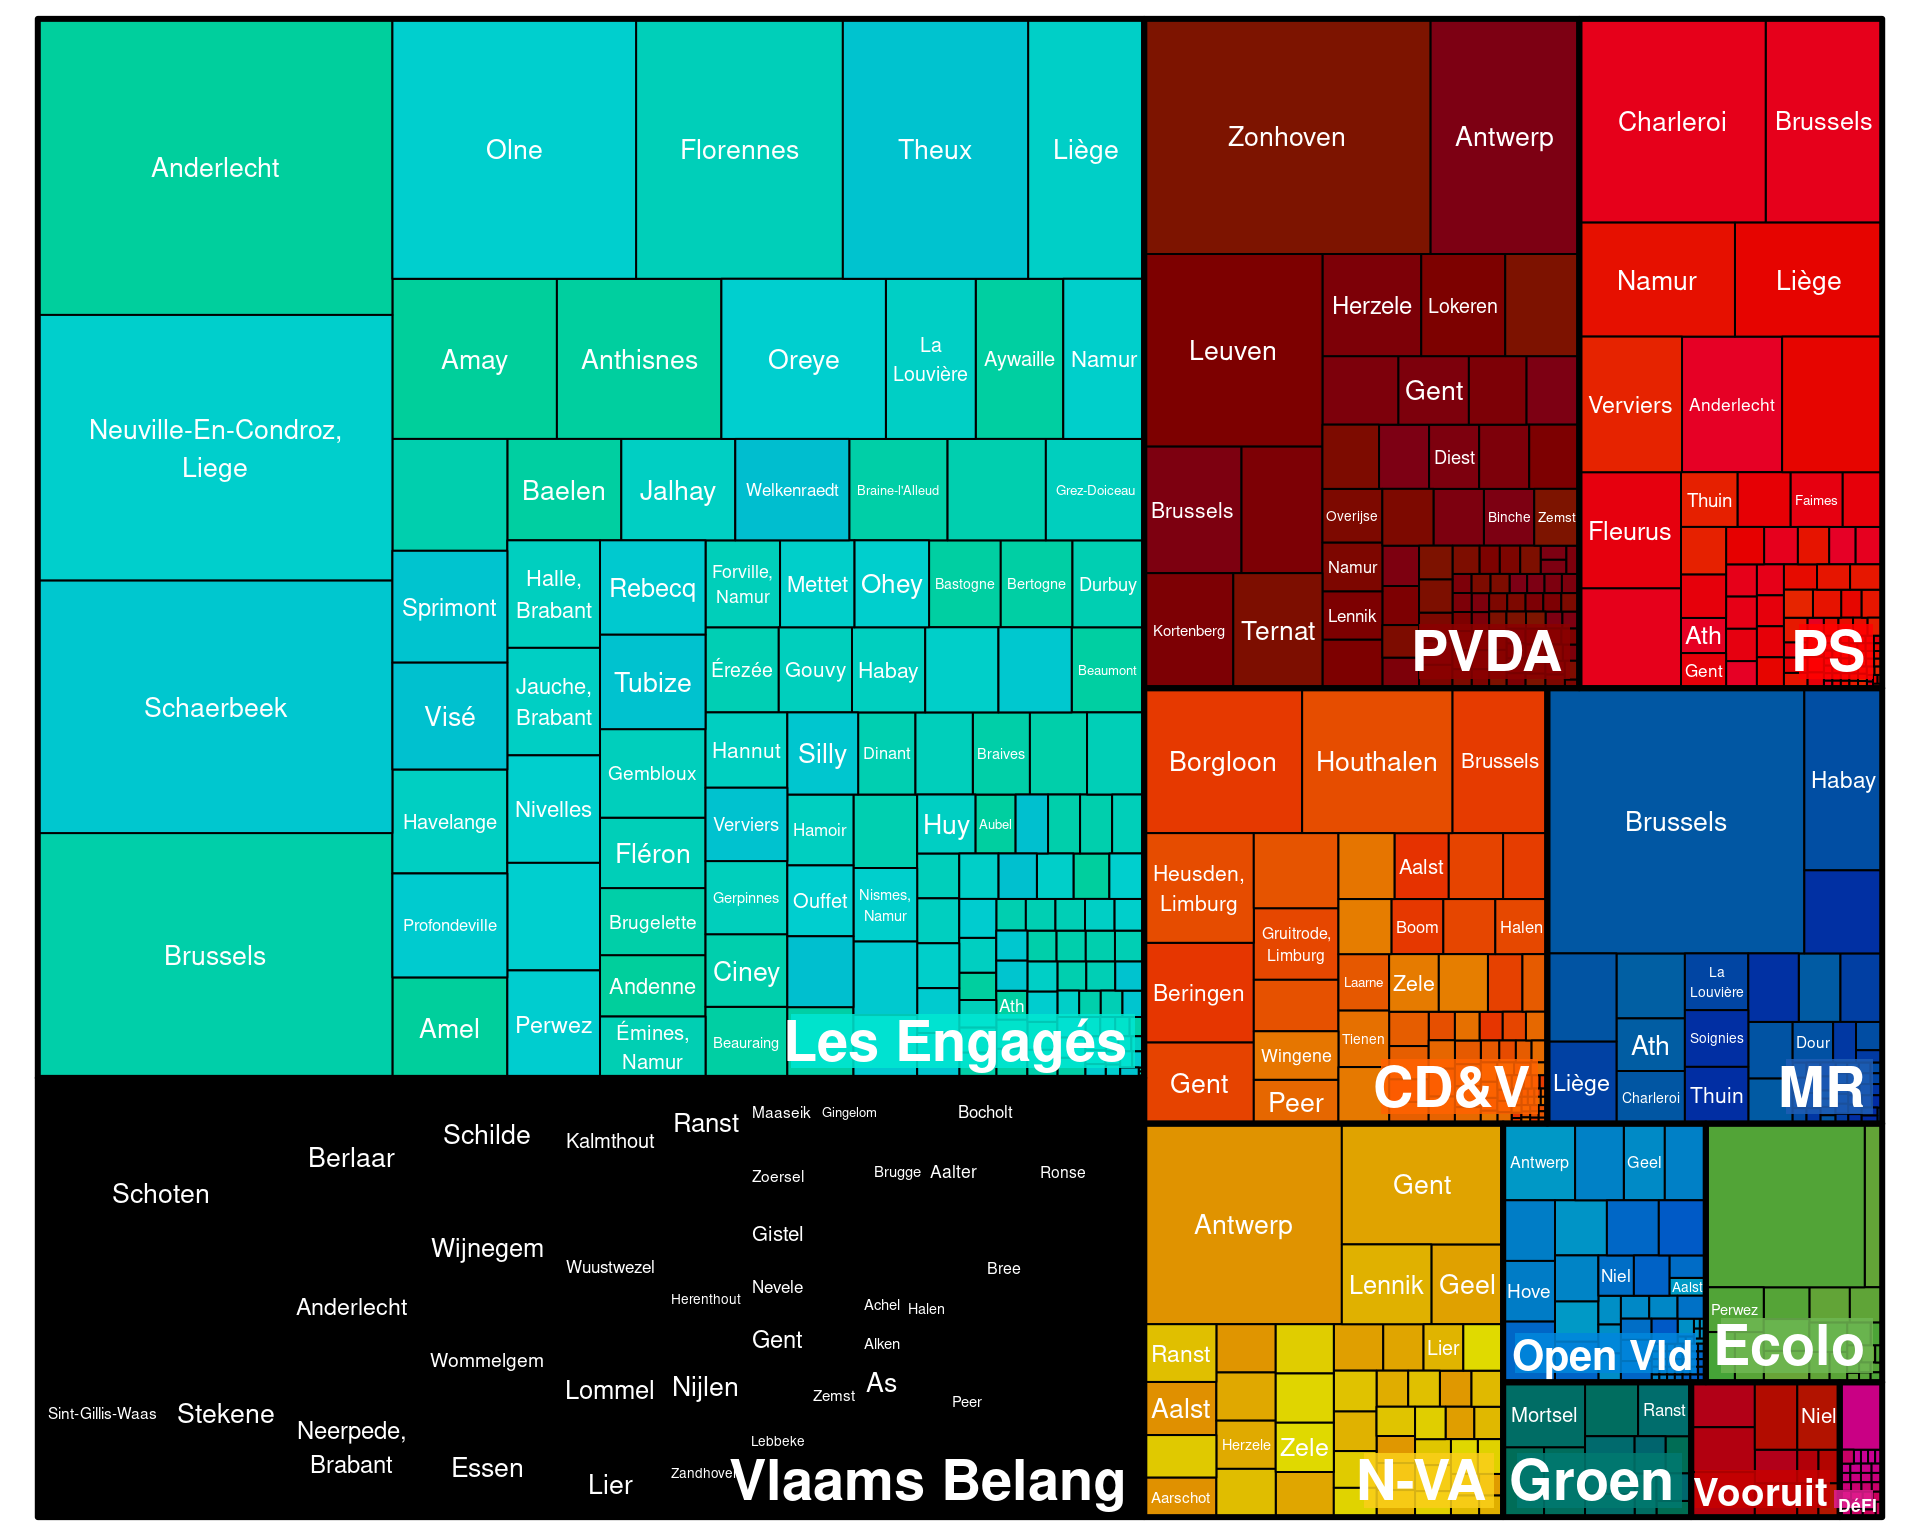 Anderlecht
Neuville-En-Condroz,
Liege
Schaerbeek
Brussels
Olne
Florennes
Theux
Liège
Amay
Anthisnes
Oreye
La
Louvière
Aywaille
Namur
Baelen
Jalhay
Welkenraedt
Braine-l'Alleud
Grez-Doiceau
Sprimont
Visé
Havelange
Profondeville
Amel
Halle,
Brabant
Jauche,
Brabant
Nivelles
Perwez
Rebecq
Tubize
Gembloux
Fléron
Brugelette
Andenne
Émines,
Namur
Forville,
Namur
Mettet
Ohey
Bastogne
Bertogne
Durbuy
Érezée
Gouvy
Habay
Beaumont
Hannut
Verviers
Gerpinnes
Ciney
Beauraing
Silly
Dinant
Braives
Hamoir
Ouffet
Nismes,
Namur
Huy
Aubel
Ath
Les Engagés
Schoten
Sint-Gillis-Waas
Stekene
Berlaar
Anderlecht
Neerpede,
Brabant
Schilde
Wijnegem
Wommelgem
Essen
Kalmthout
Wuustwezel
Lommel
Lier
Ranst
Herenthout
Nijlen
Zandhoven
Maaseik
Gingelom
Bocholt
Zoersel
Brugge
Aalter
Ronse
Gistel
Nevele
Gent
Bree
Achel
Halen
Alken
As
Zemst
Peer
Lebbeke
Vlaams Belang
Zonhoven
Antwerp
Leuven
Herzele
Lokeren
Gent
Diest
Brussels
Overijse
Binche
Zemst
Namur
Lennik
Kortenberg
Ternat
PVDA
Charleroi
Brussels
Namur
Liège
Verviers
Anderlecht
Fleurus
Thuin
Faimes
Ath
Gent
PS
Borgloon
Houthalen
Brussels
Heusden,
Limburg
Beringen
Gent
Gruitrode,
Limburg
Wingene
Peer
Aalst
Boom
Halen
Laarne
Zele
Tienen
CD&V
Brussels
Habay
Liège
Ath
Charleroi
La
Louvière
Soignies
Thuin
Dour
MR
Antwerp
Gent
Lennik
Geel
Ranst
Aalst
Aarschot
Herzele
Zele
Lier
N-VA
Antwerp
Geel
Hove
Niel
Aalst
Open Vld
Perwez
Ecolo
Mortsel
Ranst
Groen
Niel
Vooruit
DéFI